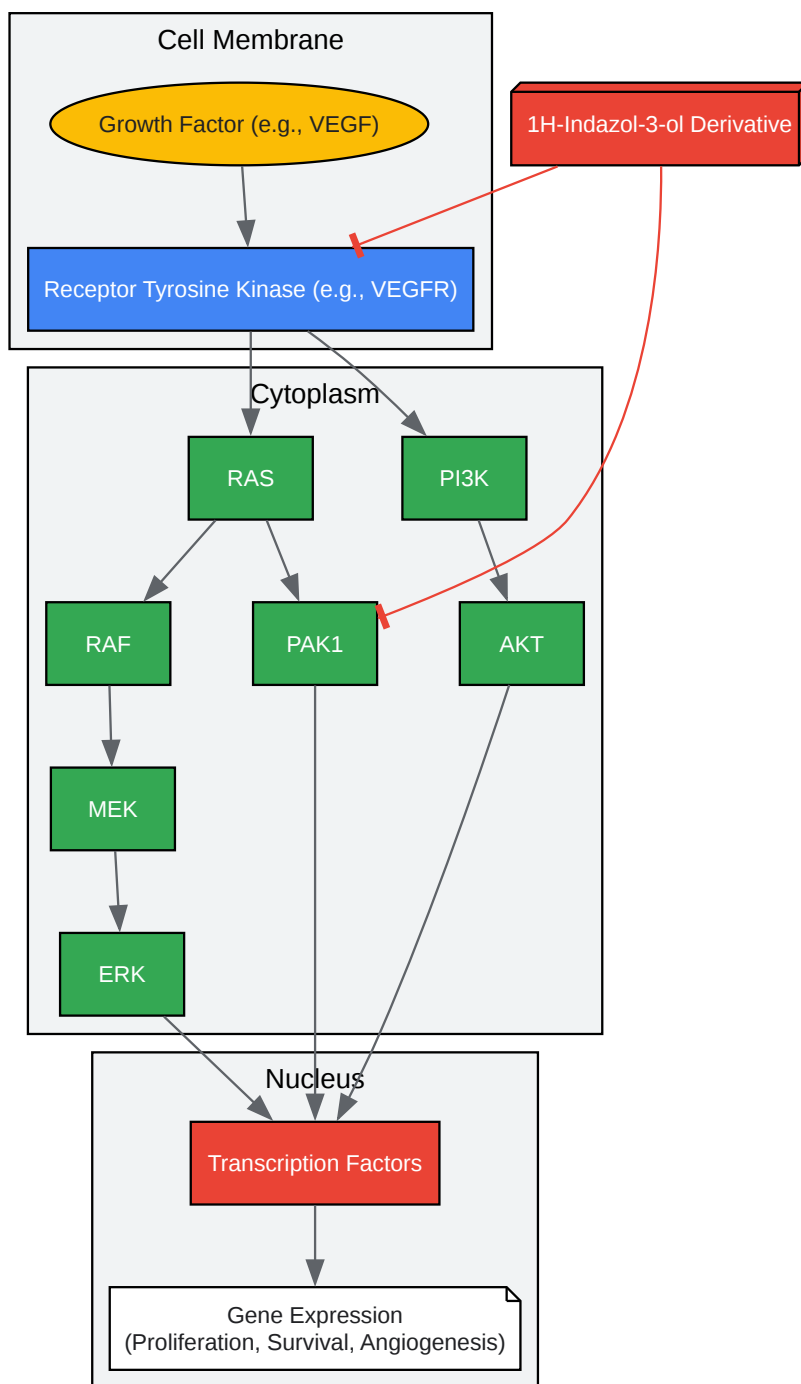 Cell Membrane
Growth Factor (e.g., VEGF)
1H-Indazol-3-ol Derivative
Receptor Tyrosine Kinase (e.g., VEGFR)
Cytoplasm
RAS
PI3K
RAF
PAK1
AKT
MEK
ERK
Nucleus
Transcription Factors
Gene Expression
(Proliferation, Survival, Angiogenesis)